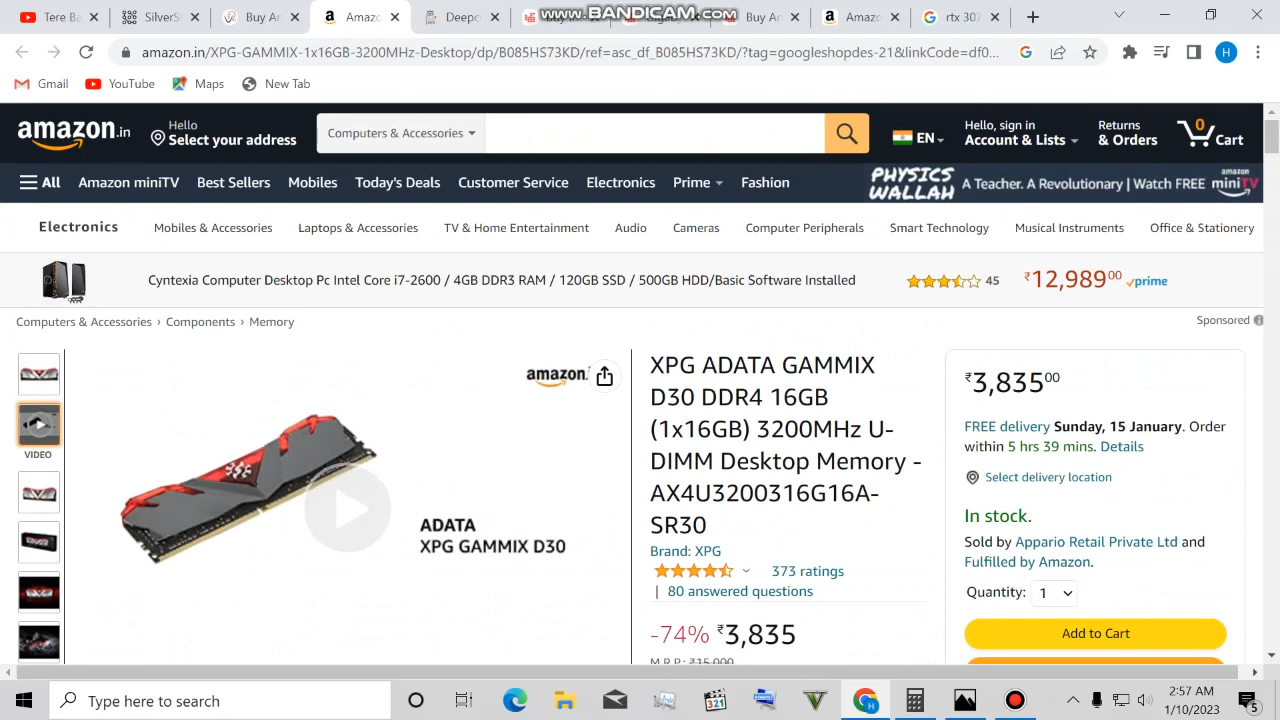 Tere Ba
SilverS
Buy Ar
Amazo
Deepo
www.BANDICAM.com
Buy Ar
Amazo
rtx 307
amazon.in/XPG-GAMMIX-1x16GB-3200MHz-Desktop/dp/B085HS73KD/ref=asc_df_B085HS73KD/?tag=googleshopdes-21&linkCode=df0...
H
Gmail
YouTube
Maps
New Tab
amazon.in
Hello
Select your address
Computers & Accessories
EN
Hello, sign in
Account & Lists
Returns
& Orders
0
Cart
All
Amazon miniTV
Best Sellers
Mobiles
Today's Deals
Customer Service
Electronics
Prime
Fashion
PHYSICS
WALLAH
A Teacher. A Revolutionary | Watch FREE
amazon
miniTV
Electronics
Mobiles & Accessories
Laptops & Accessories
TV & Home Entertainment
Audio
Cameras
Computer Peripherals
Smart Technology
Musical Instruments
Office & Stationery
Cyntexia Computer Desktop Pc Intel Core i7-2600 / 4GB DDR3 RAM / 120GB SSD / 500GB HDD/Basic Software Installed
45
₹12,989⁰⁰
prime
Computers & Accessories › Components › Memory
Sponsored
VIDEO
amazon
ADATA
XPG GAMMIX D30
XPG ADATA GAMMIX
D30 DDR4 16GB
(1x16GB) 3200MHz U-
DIMM Desktop Memory -
AX4U3200316G16A-
SR30
Brand: XPG
373 ratings
| 80 answered questions
-74% ₹3,835
M.R.P.: ₹15,000
₹3,835⁰⁰
FREE delivery Sunday, 15 January. Order
within 5 hrs 39 mins. Details
Select delivery location
In stock.
Sold by Appario Retail Private Ltd and
Fulfilled by Amazon.
Quantity: 1
Add to Cart
Type here to search
321
H
2:57 AM
1/10/2023
5